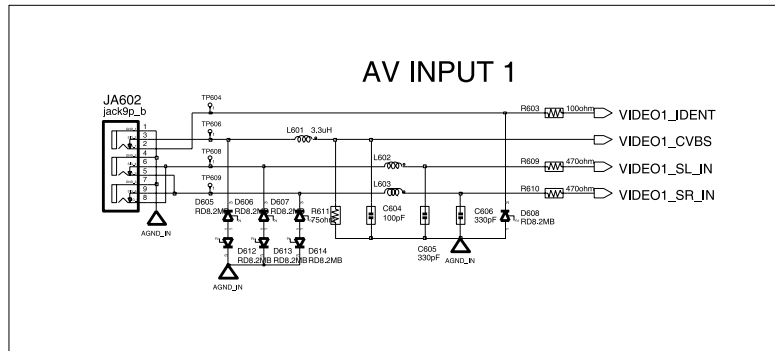 AV INPUT 1
JA602
jack9p_b
1
3
2
4
6
5
7
9
8
AGND_IN
TP604
TP606
TP608
TP609
L601 3.3uH
L602
L603
R603 100ohm
VIDEO1_IDENT
VIDEO1_CVBS
R609 470ohm
VIDEO1_SL_IN
R610 470ohm
VIDEO1_SR_IN
D605 D606 D607
RD8.2MB RD8.2MB RD8.2MB
R611
75ohm
C604
100pF
C606
330pF
D608
RD8.2MB
D612 D613 D614
RD8.2MB RD8.2MB RD8.2MB
C605
330pF
AGND_IN
AGND_IN